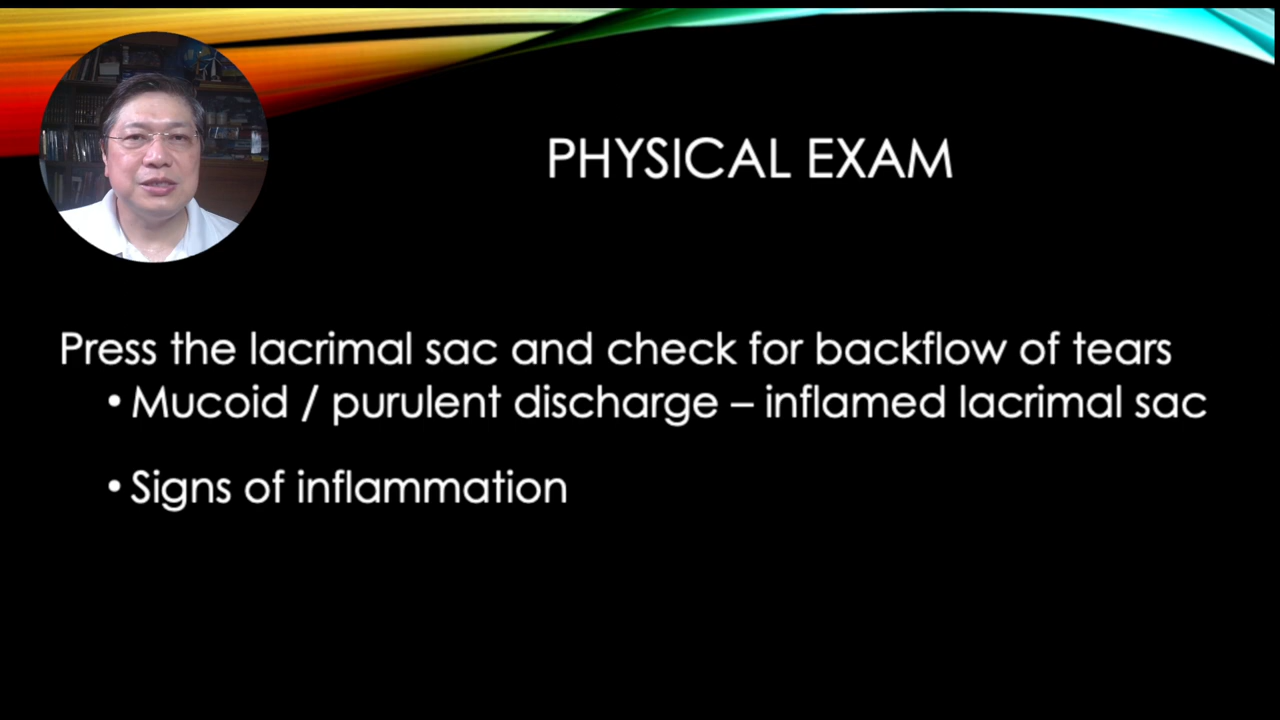 PHYSICAL EXAM
Press the lacrimal sac and check for backflow of tears
• Mucoid / purulent discharge – inflamed lacrimal sac
• Signs of inflammation